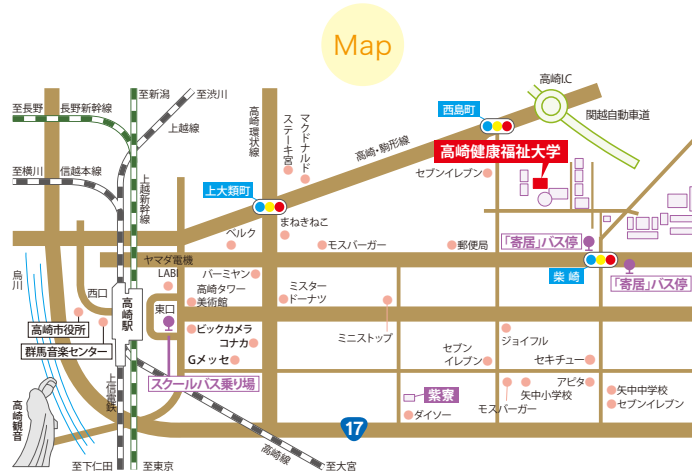 Map
高崎I.C
関越自動車道
至新潟
至渋川
至長野
長野新幹線
上越線
高崎環状線
マクドナルド
ステーキ宮
西島町
高崎・駒形線
高崎健康福祉大学
セブンイレブン
至横川
信越本線
上越新幹線
上大類町
まねきねこ
ベルク
モスバーガー
郵便局
「寄居」バス停
柴崎
「寄居」バス停
ヤマダ電機
LABI
バーミヤン
烏川
西口
高崎駅
東口
高崎タワー
美術館
ミスター
ドーナツ
高崎市役所
群馬音楽センター
ビックカメラ
コナカ
Gメッセ
ミニストップ
ジョイフル
セブン
イレブン
セキチュー
スクールバス乗り場
上信電鉄
高崎観音
紫寮
ダイソー
モスバーガー
矢中小学校
アピタ
矢中中学校
セブンイレブン
17
高崎線
至下仁田
至東京
至大宮